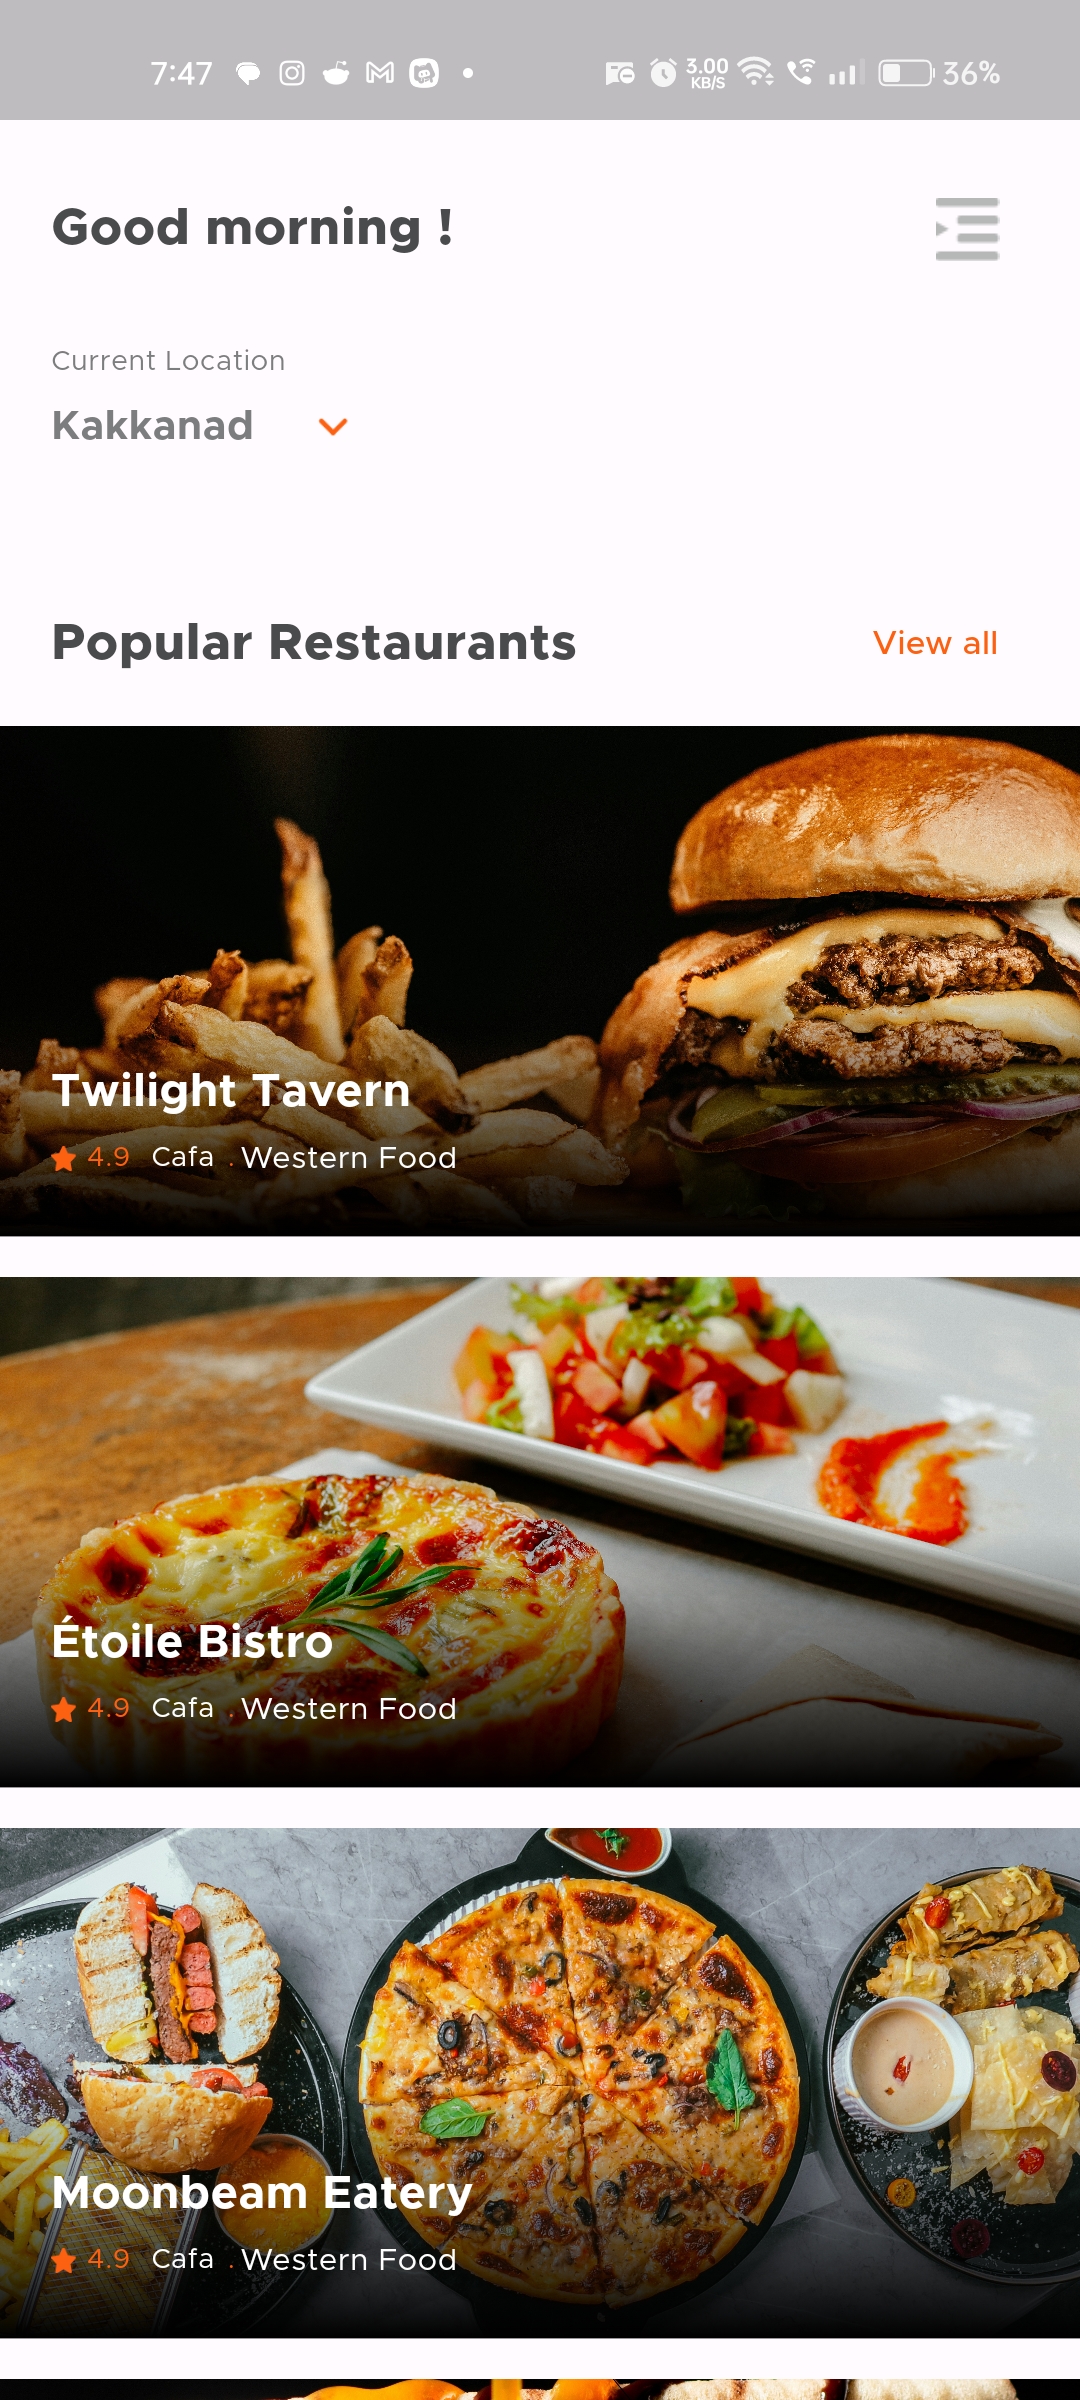 7:47 3.00 KB/S 36%
Good morning !
Current Location
Kakkanad
Popular Restaurants View all
Twilight Tavern
4.9 Cafa . Western Food
Étoile Bistro
4.9 Cafa . Western Food
Moonbeam Eatery
4.9 Cafa . Western Food